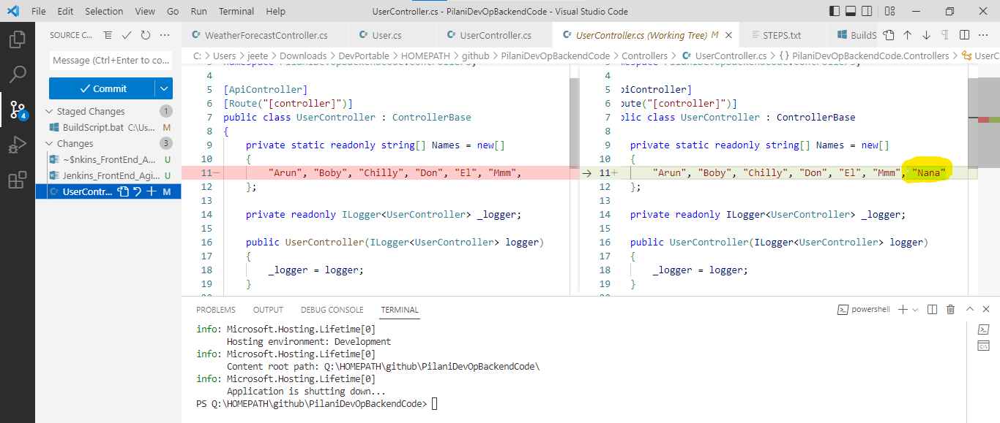 File Edit Selection View Go Run Terminal Help UserController.cs - PilaniDevOpBackendCode - Visual Studio Code
SOURCE C...
WeatherForecastController.cs User.cs UserController.cs UserController.cs (Working Tree) M STEPS.txt BuildS
C: > Users > jeete > Downloads > DevPortable > HOMEPATH > github > PilaniDevOpBackendCode > Controllers > UserController.cs > {} PilaniDevOpBackendCode.Controllers > UserC
Message (Ctrl+Enter to co...
Commit
Staged Changes 1
BuildScript.bat C:\Us... M
Changes 3
~$nkins_FrontEnd_A... U
Jenkins_FrontEnd_Agi... U
UserContr... M
4
4
5 [ApiController]
6 [Route("[controller]")]
7 public class UserController : ControllerBase
8 {
9 private static readonly string[] Names = new[]
10 {
11− "Arun", "Boby", "Chilly", "Don", "El", "Mmm",
12 };
13
14 private readonly ILogger<UserController> _logger;
15
16 public UserController(ILogger<UserController> logger)
17 {
18 _logger = logger;
19 }
4
5 piController]
6 oute("[controller]")]
7 blic class UserController : ControllerBase
8
9 private static readonly string[] Names = new[]
10 {
11+ "Arun", "Boby", "Chilly", "Don", "El", "Mmm", "Nana"
12 };
13
14 private readonly ILogger<UserController> _logger;
15
16 public UserController(ILogger<UserController> logger)
17 {
18 _logger = logger;
19 }
PROBLEMS OUTPUT DEBUG CONSOLE TERMINAL powershell
info: Microsoft.Hosting.Lifetime[0]
Hosting environment: Development
info: Microsoft.Hosting.Lifetime[0]
Content root path: Q:\HOMEPATH\github\PilaniDevOpBackendCode\
info: Microsoft.Hosting.Lifetime[0]
Application is shutting down...
PS Q:\HOMEPATH\github\PilaniDevOpBackendCode>